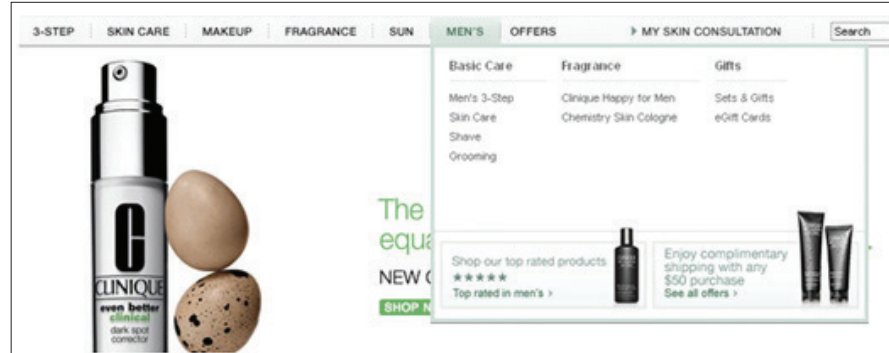 3-STEP SKIN CARE MAKEUP FRAGRANCE SUN MEN'S OFFERS MY SKIN CONSULTATION Search
Basic Care Fragrance Gifts
Men's 3-Step Clinique Happy for Men Sets & Gifts
Skin Care Chemistry Skin Cologne eGift Cards
Shave
Grooming
The
equa
NEW
SHOP N
Shop our top rated products
★★★★★
Top rated in men's ›
Enjoy complimentary
shipping with any
$50 purchase
See all offers ›
CLINIQUE
even better
clinical
dark spot
corrector